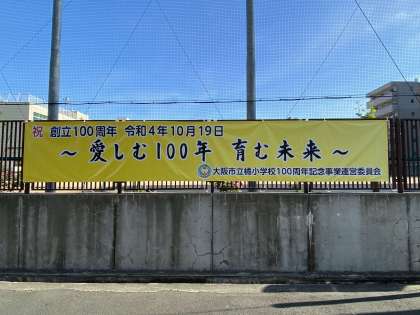 祝 創立100周年 令和4年10月19日
～愛しむ100年 育む未来～
大阪市立橘小学校100周年記念事業運営委員会